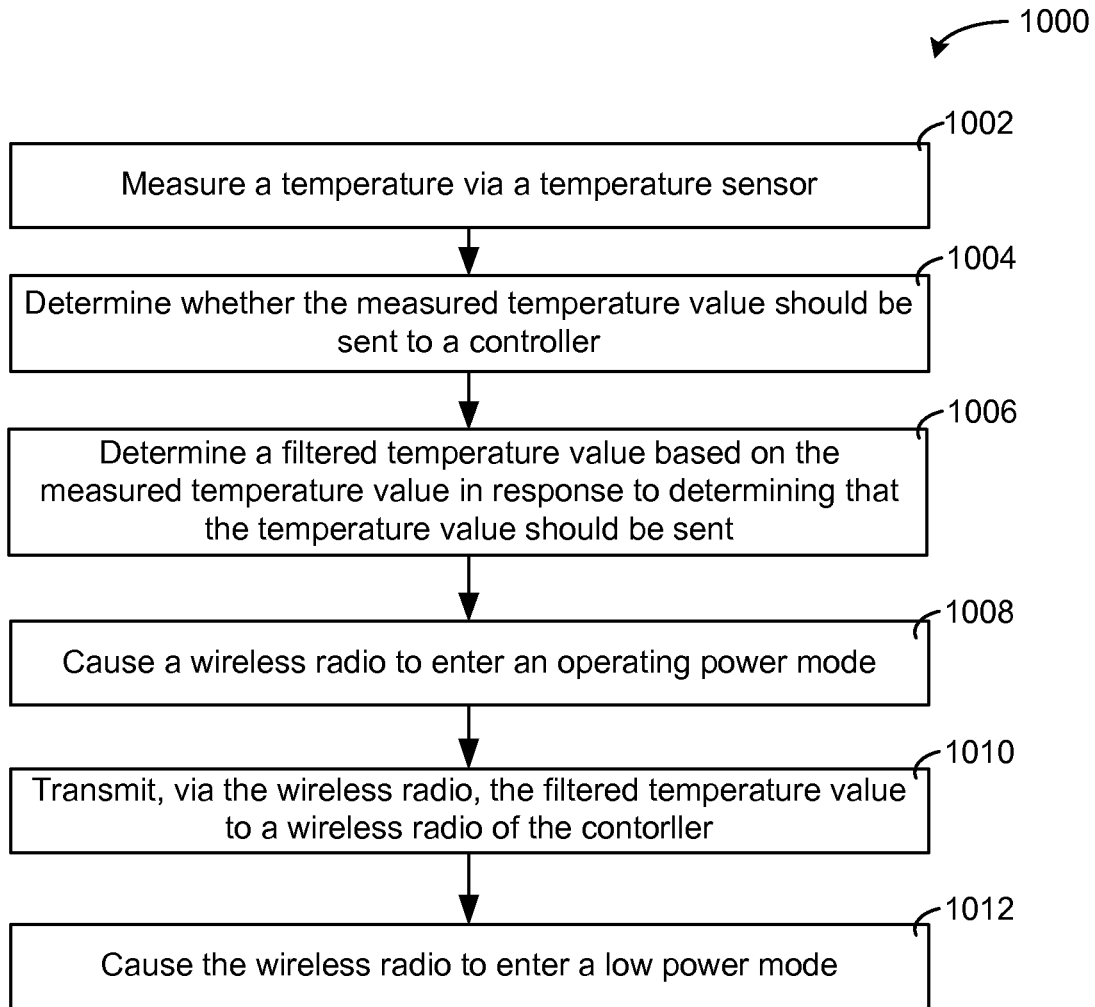 1000
1002
Measure a temperature via a temperature sensor
1004
Determine whether the measured temperature value should be
sent to a controller
1006
Determine a filtered temperature value based on the
measured temperature value in response to determining that
the temperature value should be sent
1008
Cause a wireless radio to enter an operating power mode
1010
Transmit, via the wireless radio, the filtered temperature value
to a wireless radio of the contorller
1012
Cause the wireless radio to enter a low power mode